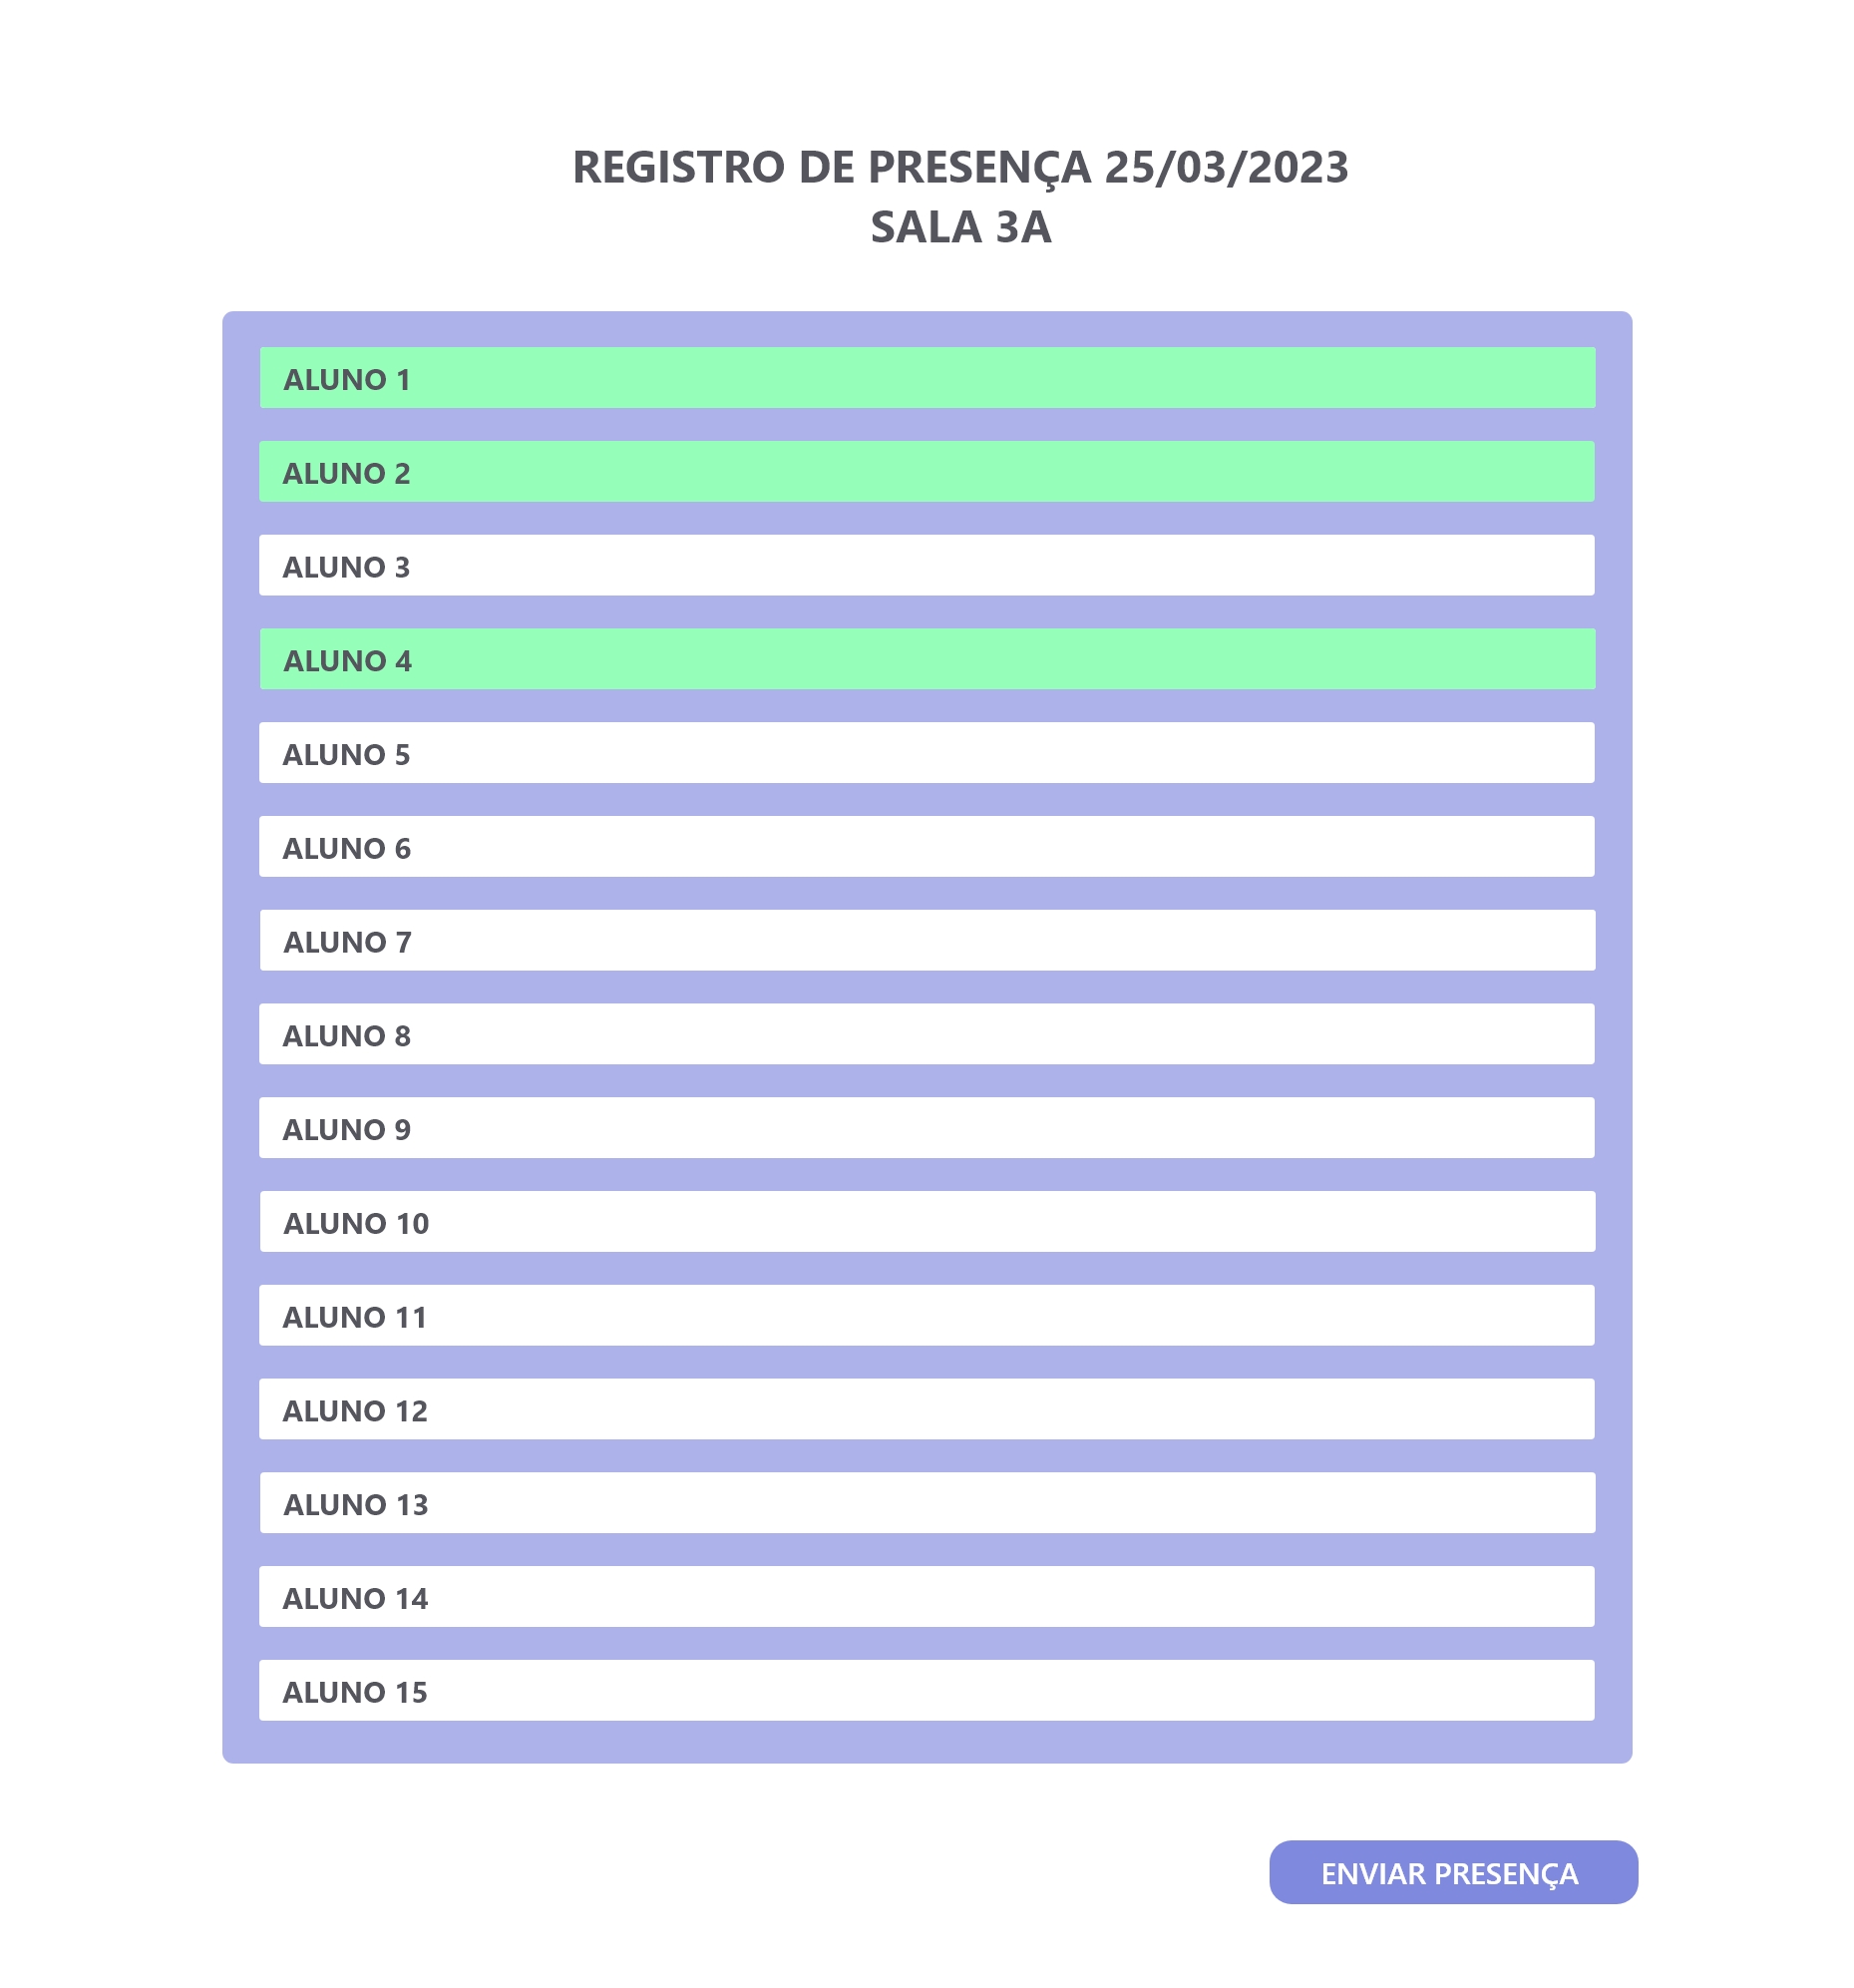 REGISTRO DE PRESENÇA 25/03/2023
SALA 3A
ALUNO 1
ALUNO 2
ALUNO 3
ALUNO 4
ALUNO 5
ALUNO 6
ALUNO 7
ALUNO 8
ALUNO 9
ALUNO 10
ALUNO 11
ALUNO 12
ALUNO 13
ALUNO 14
ALUNO 15
ENVIAR PRESENÇA